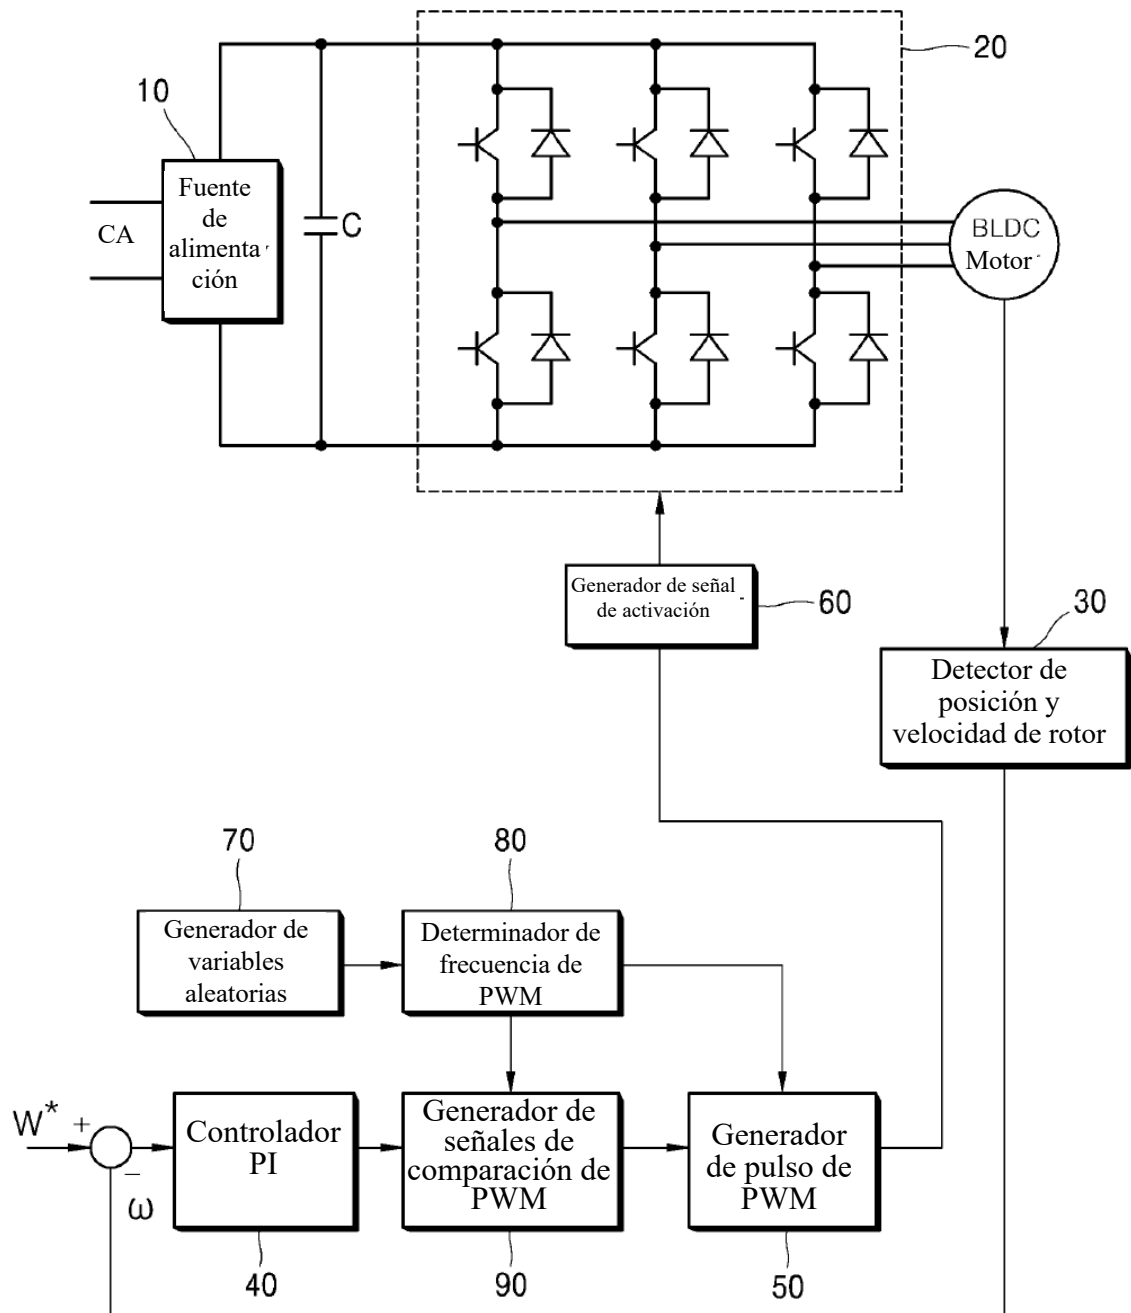 20
10
Fuente
de
alimenta
ción
CA
C
BLDC
Motor
Generador de señal
de activación
60
30
Detector de
posición y
velocidad de rotor
70
80
Generador de
variables
aleatorias
Determinador de
frecuencia de
PWM
W*
+
−
ω
Controlador
PI
Generador de
señales de
comparación de
PWM
Generador
de pulso de
PWM
40
90
50